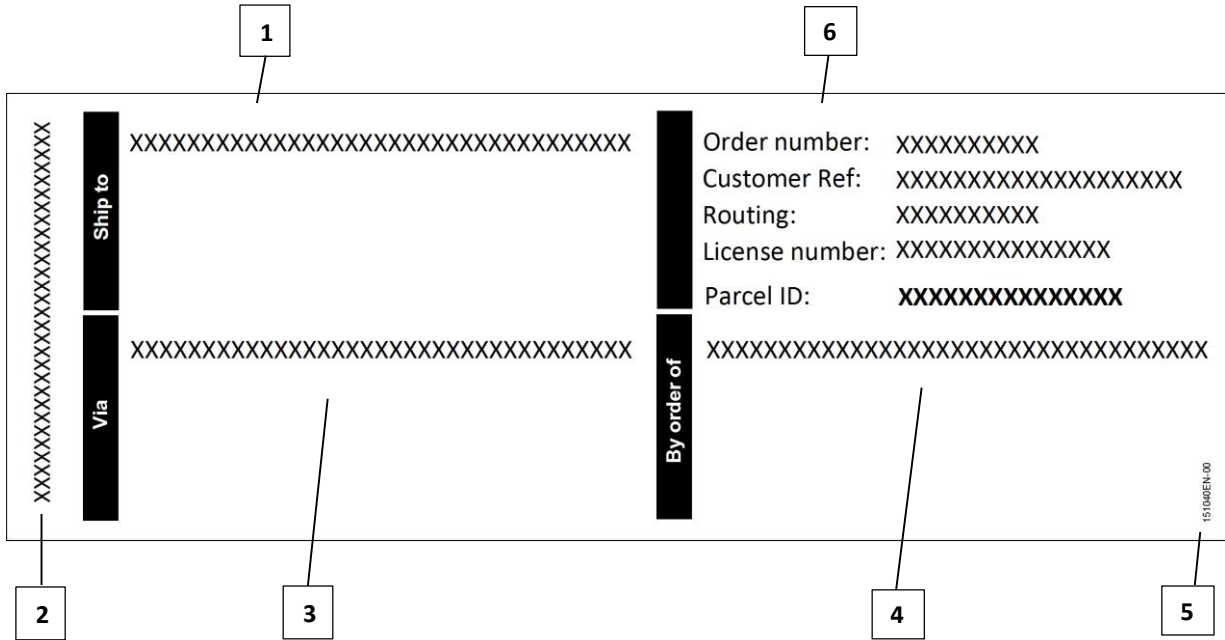 1
6
XXXXXXXXXXXXXXXXXXXXXXXXXXXXXXXXXXX
Ship to
XXXXXXXXXXXXXXXXXXXXXXXXXXXXXXXXXXX
Order number: XXXXXXXXXX
Customer Ref: XXXXXXXXXXXXXXXXXXXX
Routing: XXXXXXXXXX
License number: XXXXXXXXXXXXXXX
Parcel ID: XXXXXXXXXXXXXXX
Via
XXXXXXXXXXXXXXXXXXXXXXXXXXXXXXXXXXX
By order of
XXXXXXXXXXXXXXXXXXXXXXXXXXXXXXXXXXX
151040EN-00
2
3
4
5